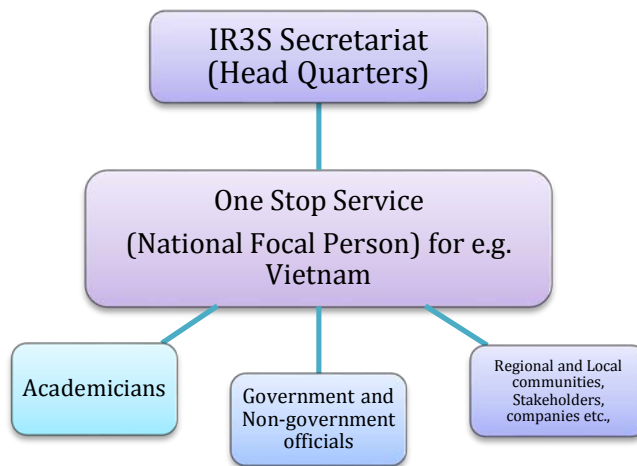 IR3S Secretariat
(Head Quarters)
One Stop Service
(National Focal Person) for e.g.
Vietnam
Academicians
Government and
Non-government
officials
Regional and Local
communities,
Stakeholders,
companies etc.,